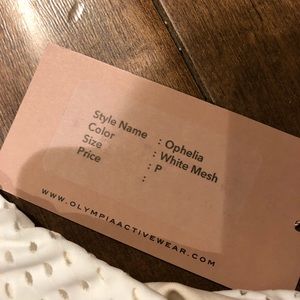 Style Name : Ophelia
Color : White Mesh
Size : P
Price :
WWW.OLYMPIAACTIVEWEAR.COM